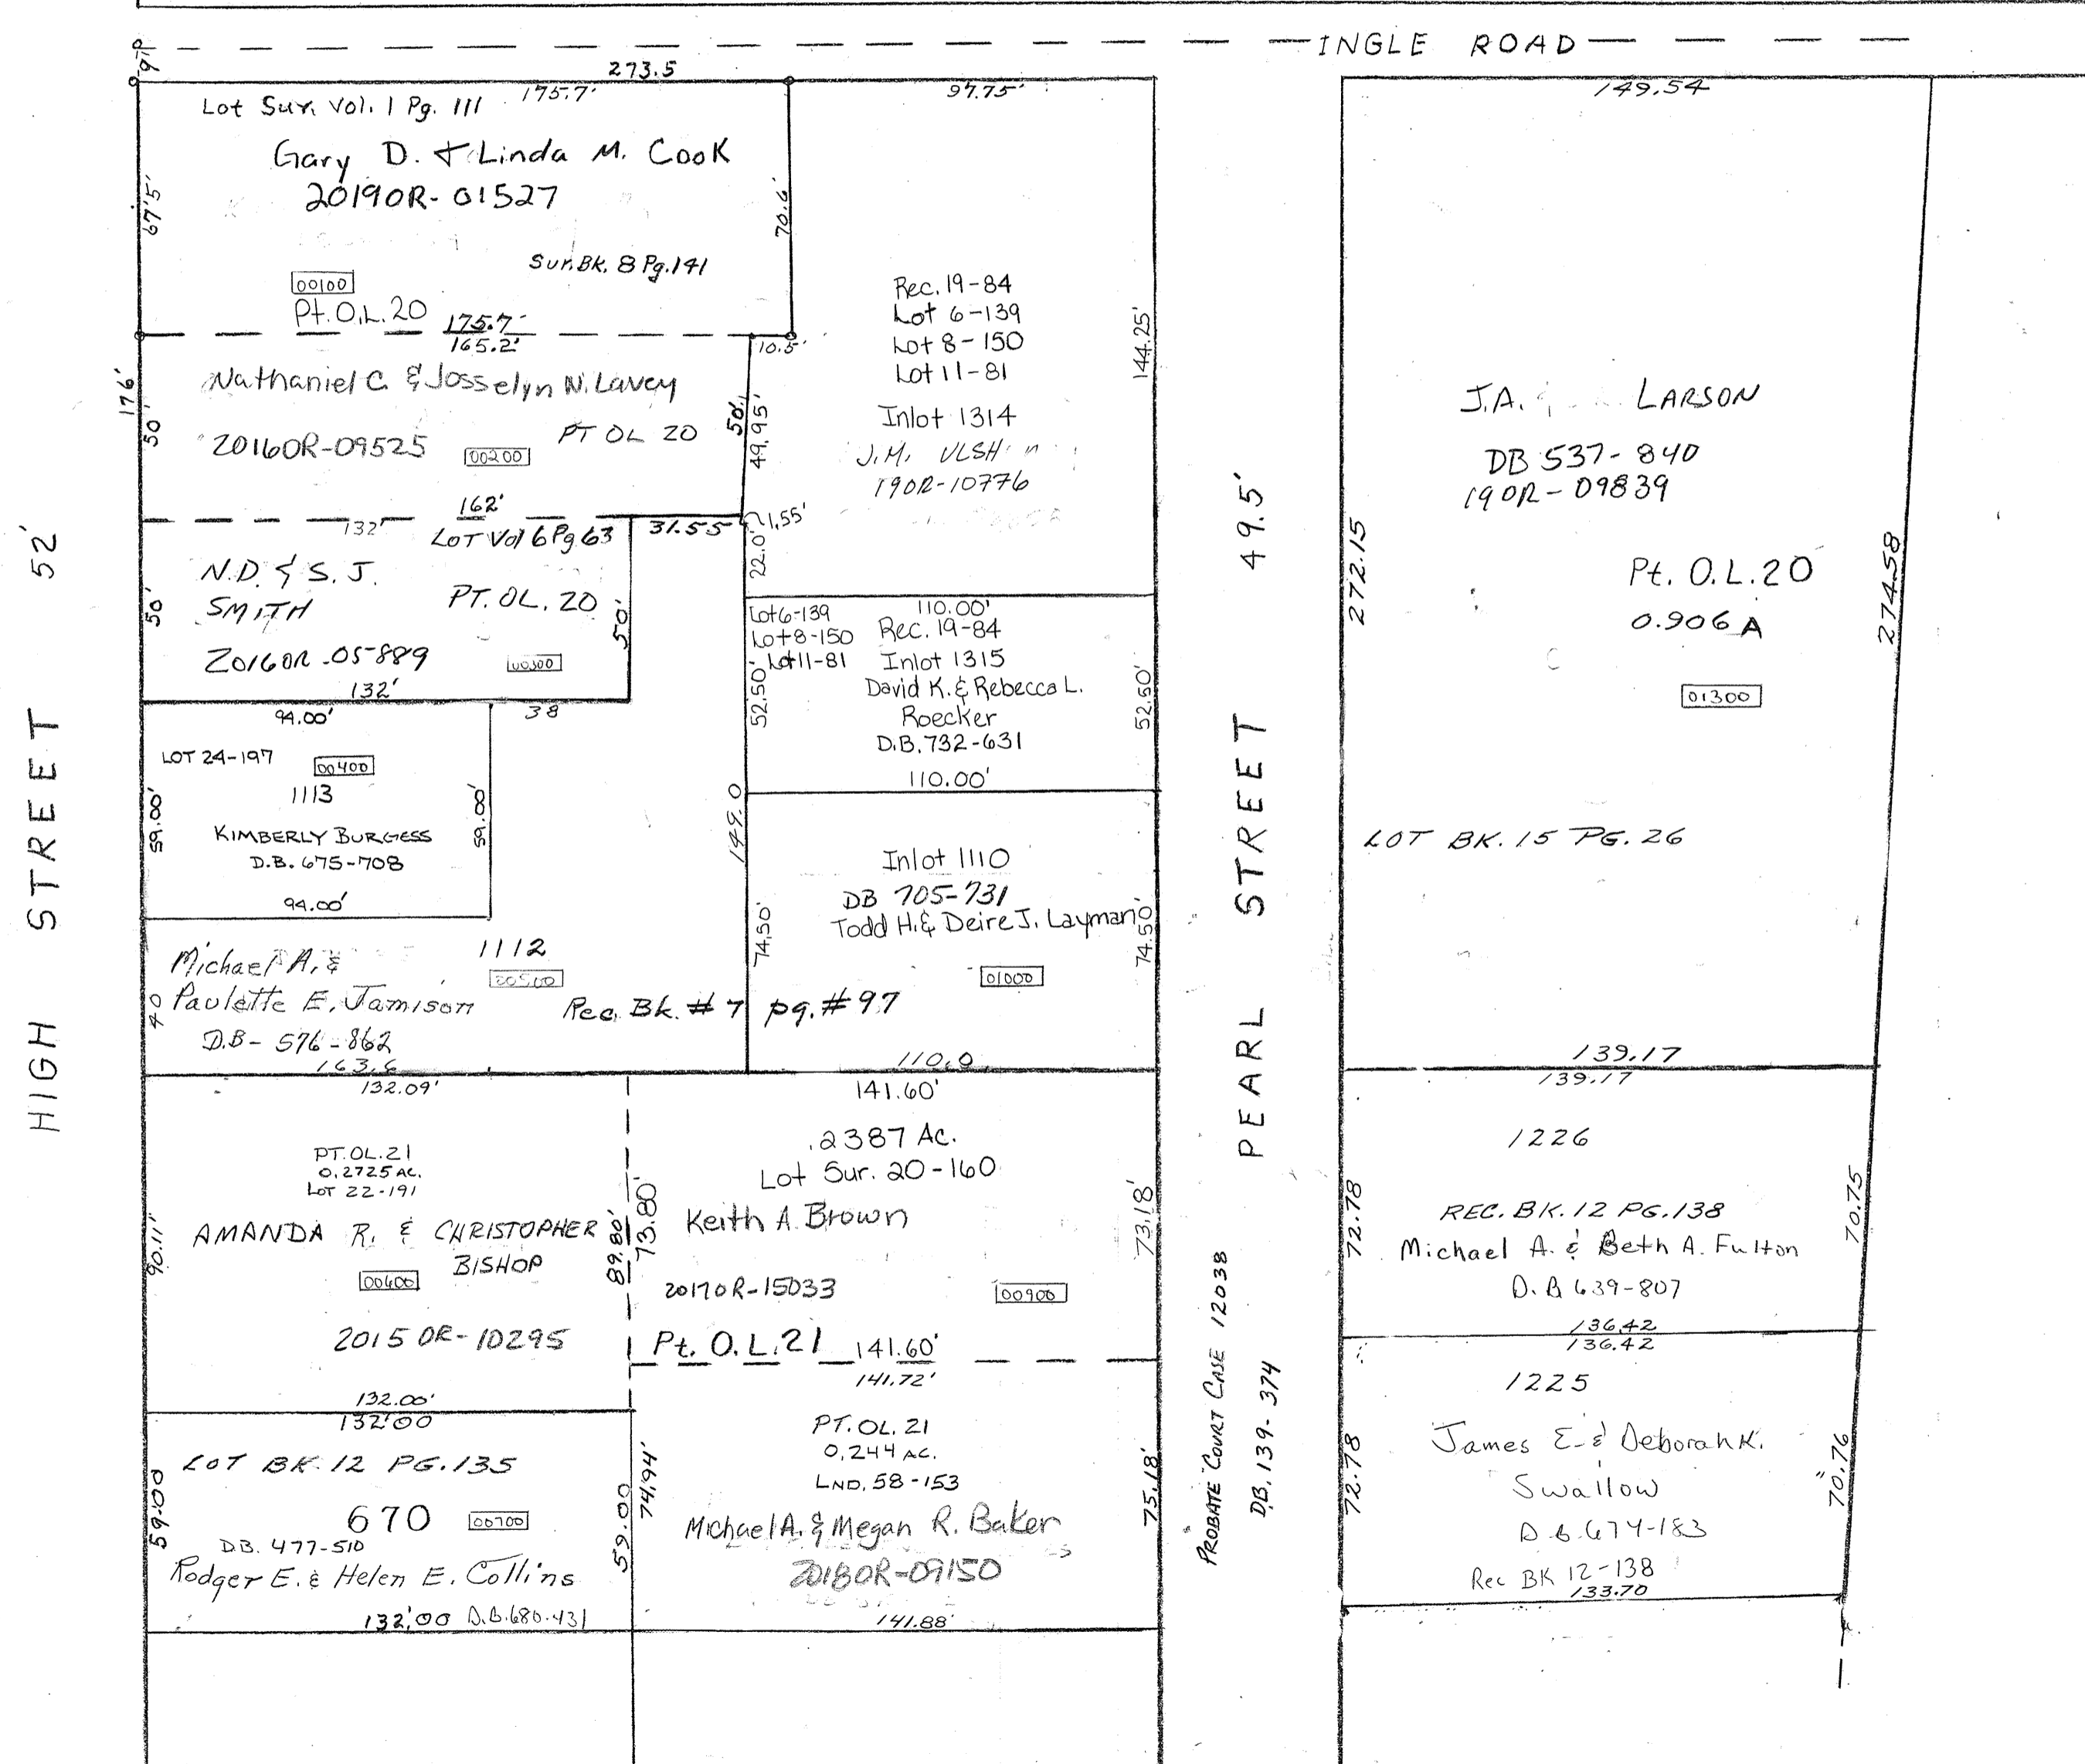 INGLE ROAD
9'
273.5
175.7'
97.75'
149.54
Lot Sur. Vol. 1 Pg. 111
Gary D. & Linda M. Cook
2019OR-01527
67.5'
70.6'
Sur. Bk. 8 Pg. 141
00100
Pt. O.L. 20
175.7'
165.2'
10.5'
176'
Nathaniel C. & Josselyn N. Lavey
2016OR-09525
00200
PT OL 20
50'
50'
49.95'
162'
132'
31.55
1.55'
LOT Vol 6 Pg 63
N.D. & S.J.
SMITH
PT. OL. 20
2016OR-05889
00300
50'
50'
22.0'
132'
94.00'
38
LOT 24-197
00400
1113
KIMBERLY BURGESS
D.B. 675-708
59.00'
59.00'
94.00'
149.0
Michael A. &
Paulette E. Jamison
D.B- 576-862
1112
00500
40
163.6
Rec. Bk. # 7 pg. # 97
Rec. 19-84
Lot 6-139
Lot 8-150
Lot 11-81
Inlot 1314
J.M.
19OR-10776
144.25'
110.00'
Lot 6-139
Lot 8-150
Lot 11-81
Rec. 19-84
Inlot 1315
David K. & Rebecca L.
Roecker
D.B. 732-631
52.50'
52.50'
110.00'
Inlot 1110
DB 705-731
Todd H. & Deire J. Layman
01000
74.50'
74.50'
110.0
132.09'
PT. OL. 21
0.2725 AC.
LOT 22-191
AMANDA R. & CHRISTOPHER
BISHOP
00600
2015 OR-10295
90.11'
89.80'
132.00'
141.60'
.2387 Ac.
Lot Sur. 20-160
Keith A. Brown
2017OR-15033
00900
Pt. O.L. 21
73.80'
73.18'
141.60'
132'00
LOT BK. 12 PG. 135
670
00700
DB. 477-510
Rodger E. & Helen E. Collins
132'00
D.B. 680-431
59.00
59.00
141.72'
PT. OL. 21
0.244 AC.
LND. 58-153
Michael A. & Megan R. Baker
2018OR-09150
74.94'
75.18'
141.88'
HIGH STREET 52'
PEARL STREET 49.5'
PROBATE COURT CASE 12038
DB. 139-374
J.A.
LARSON
DB 537-840
19OR-09839
Pt. O.L. 20
0.906 A
01300
272.15
274.58
LOT BK. 15 PG. 26
139.17
139.17
1226
REC. BK. 12 PG. 138
Michael A. & Beth A. Fulton
D.B 639-807
72.78
70.75
136.42
136.42
1225
James E. & Deborah K.
Swallow
D.B. 674-183
Rec BK 12-138
72.78
70.76
133.70